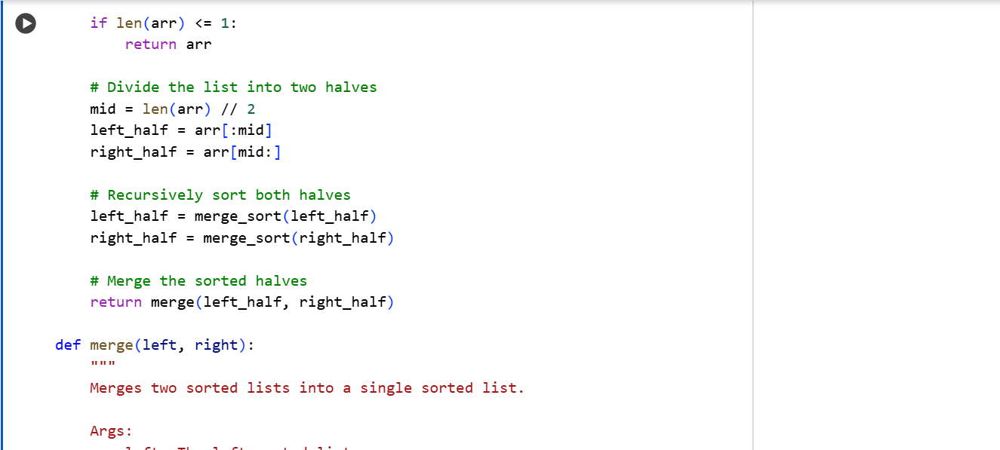 if len(arr) <= 1:
return arr
# Divide the list into two halves
mid = len(arr) // 2
left_half = arr[:mid]
right_half = arr[mid:]
# Recursively sort both halves
left_half = merge_sort(left_half)
right_half = merge_sort(right_half)
# Merge the sorted halves
return merge(left_half, right_half)
def merge(left, right):
"""
Merges two sorted lists into a single sorted list.
Args: